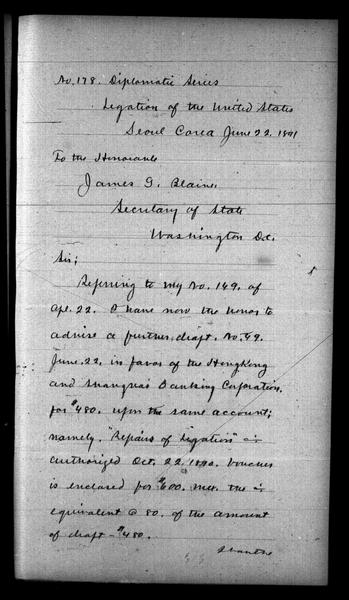 No. 178. Diplomatic Series
Legation of the United States
Seoul Corea June 22. 1891
To the Honorable
James G. Blaine.
Secretary of State
Washington D.C.
Sir;
Referring to my No. 149. of
Apl. 22. I have now the honor to
advise a further draft. No. 49.
June. 22. in favor of the HongKong
and Shanghai Banking Corporation.
for $480. upon the same account;
namely. "Repairs of Legation"
authorized Oct. 22. 1890. Voucher
is enclosed for $600. Mex. the
equivalent @ 80. of the amount
of draft - $480.